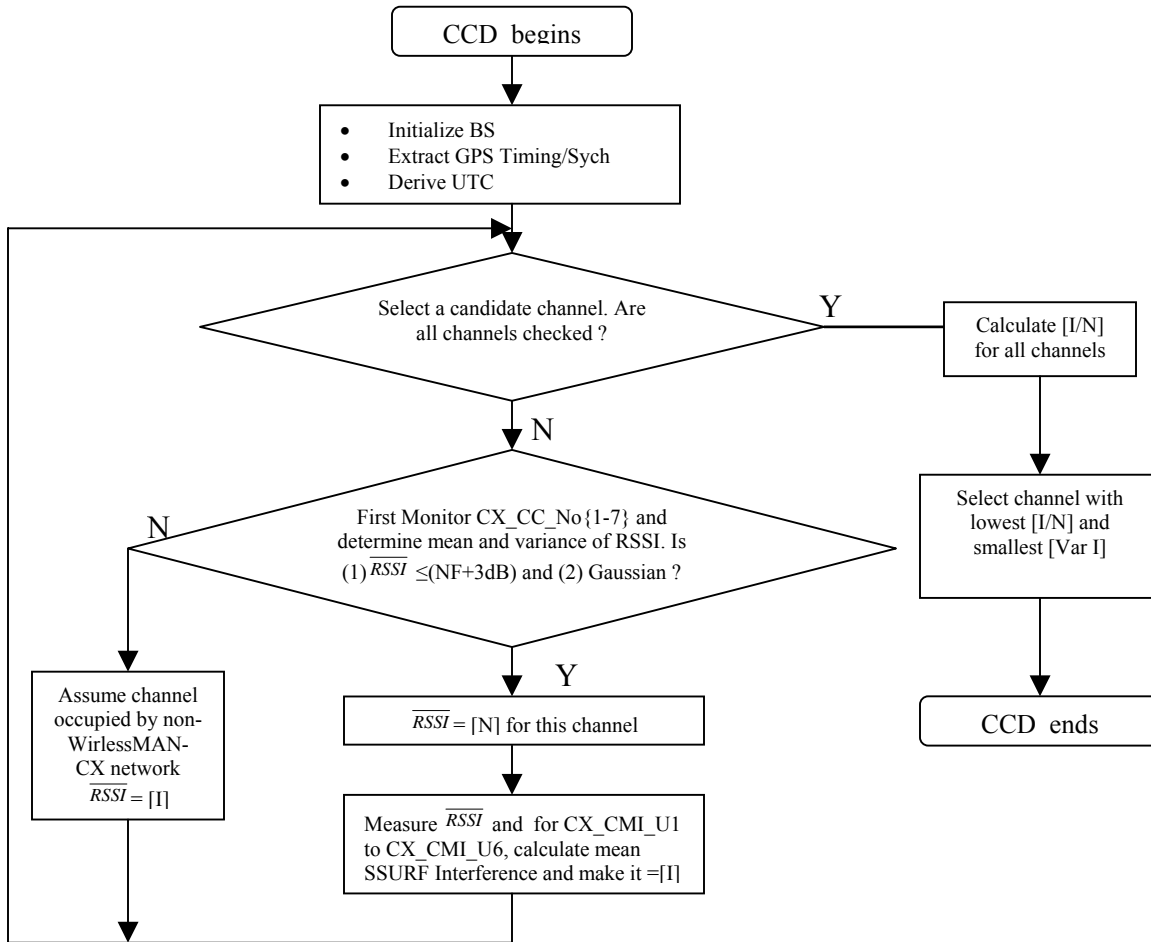 CCD begins
• Initialize BS
• Extract GPS Timing/Sych
• Derive UTC
Select a candidate channel. Are
all channels checked ?
Y
Calculate [I/N]
for all channels
N
First Monitor CX_CC_No{1-7} and
determine mean and variance of RSSI. Is
(1) RSSI ≤(NF+3dB) and (2) Gaussian ?
N
Select channel with
lowest [I/N] and
smallest [Var I]
Y
Assume channel
occupied by non-
WirlessMAN-
CX network
RSSI = [I]
RSSI = [N] for this channel
CCD ends
Measure RSSI and for CX_CMI_U1
to CX_CMI_U6, calculate mean
SSURF Interference and make it =[I]